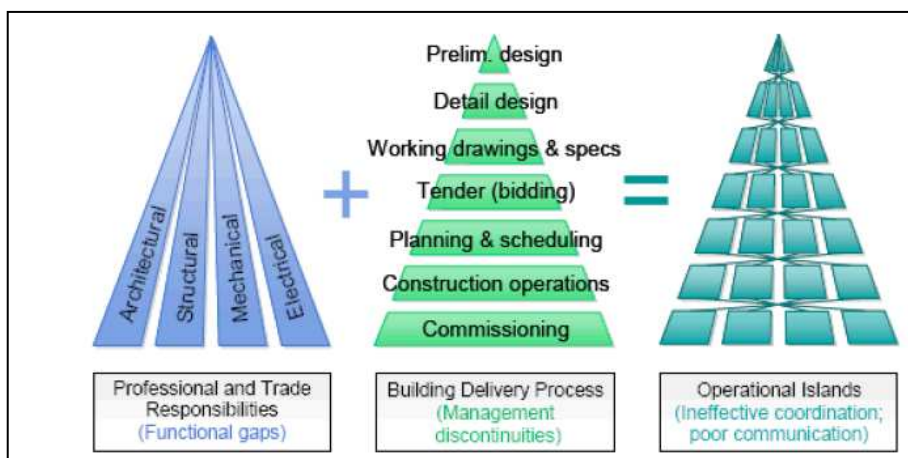 Prelim. design
Detail design
Working drawings & specs
Tender (bidding)
Planning & scheduling
Construction operations
Commissioning
Architectural
Structural
Mechanical
Electrical
+
=
Professional and Trade
Responsibilities
(Functional gaps)
Building Delivery Process
(Management
discontinuities)
Operational Islands
(Ineffective coordination;
poor communication)